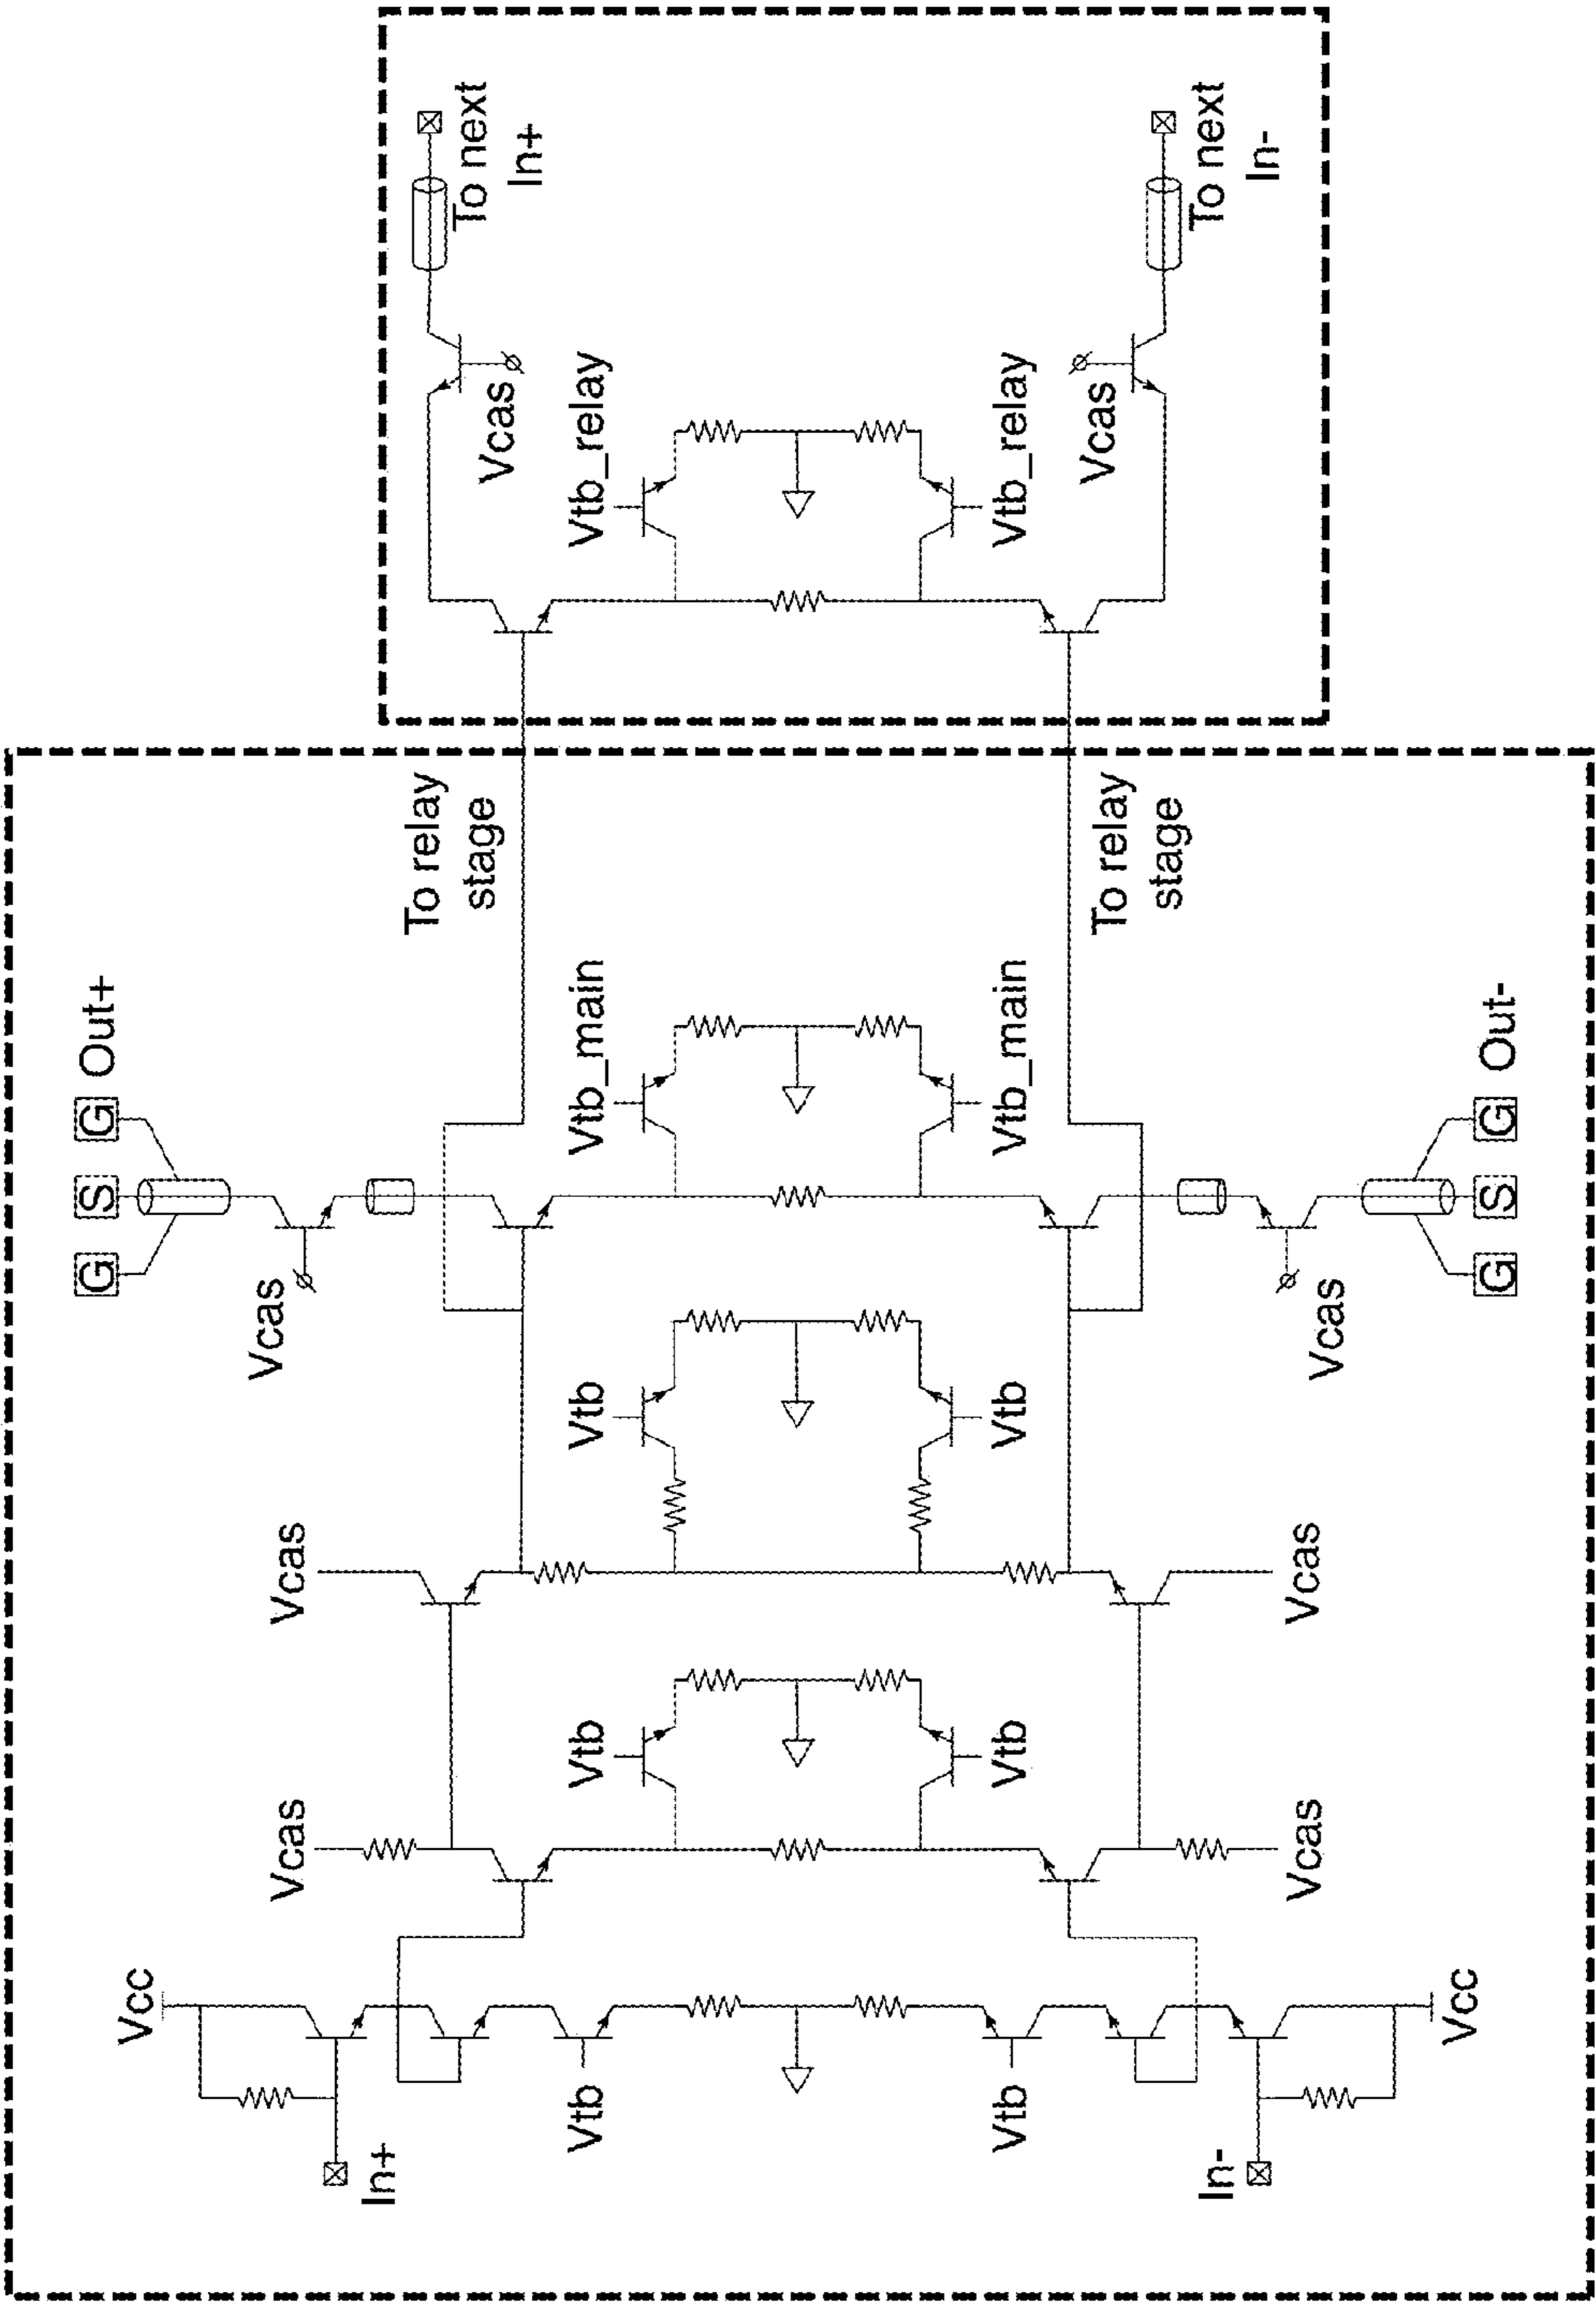 Vcc
In+
Vtb
Vtb
In-
Vcc
Vcas
Vtb
Vtb
Vcas
Vcas
Vtb
Vtb
Vcas
G
S
G
Out+
Vcas
Vtb_main
Vtb_main
Vcas
G
S
G
Out-
To relay
stage
To relay
stage
To next
In+
Vcas
Vtb_relay
Vtb_relay
Vcas
To next
In-